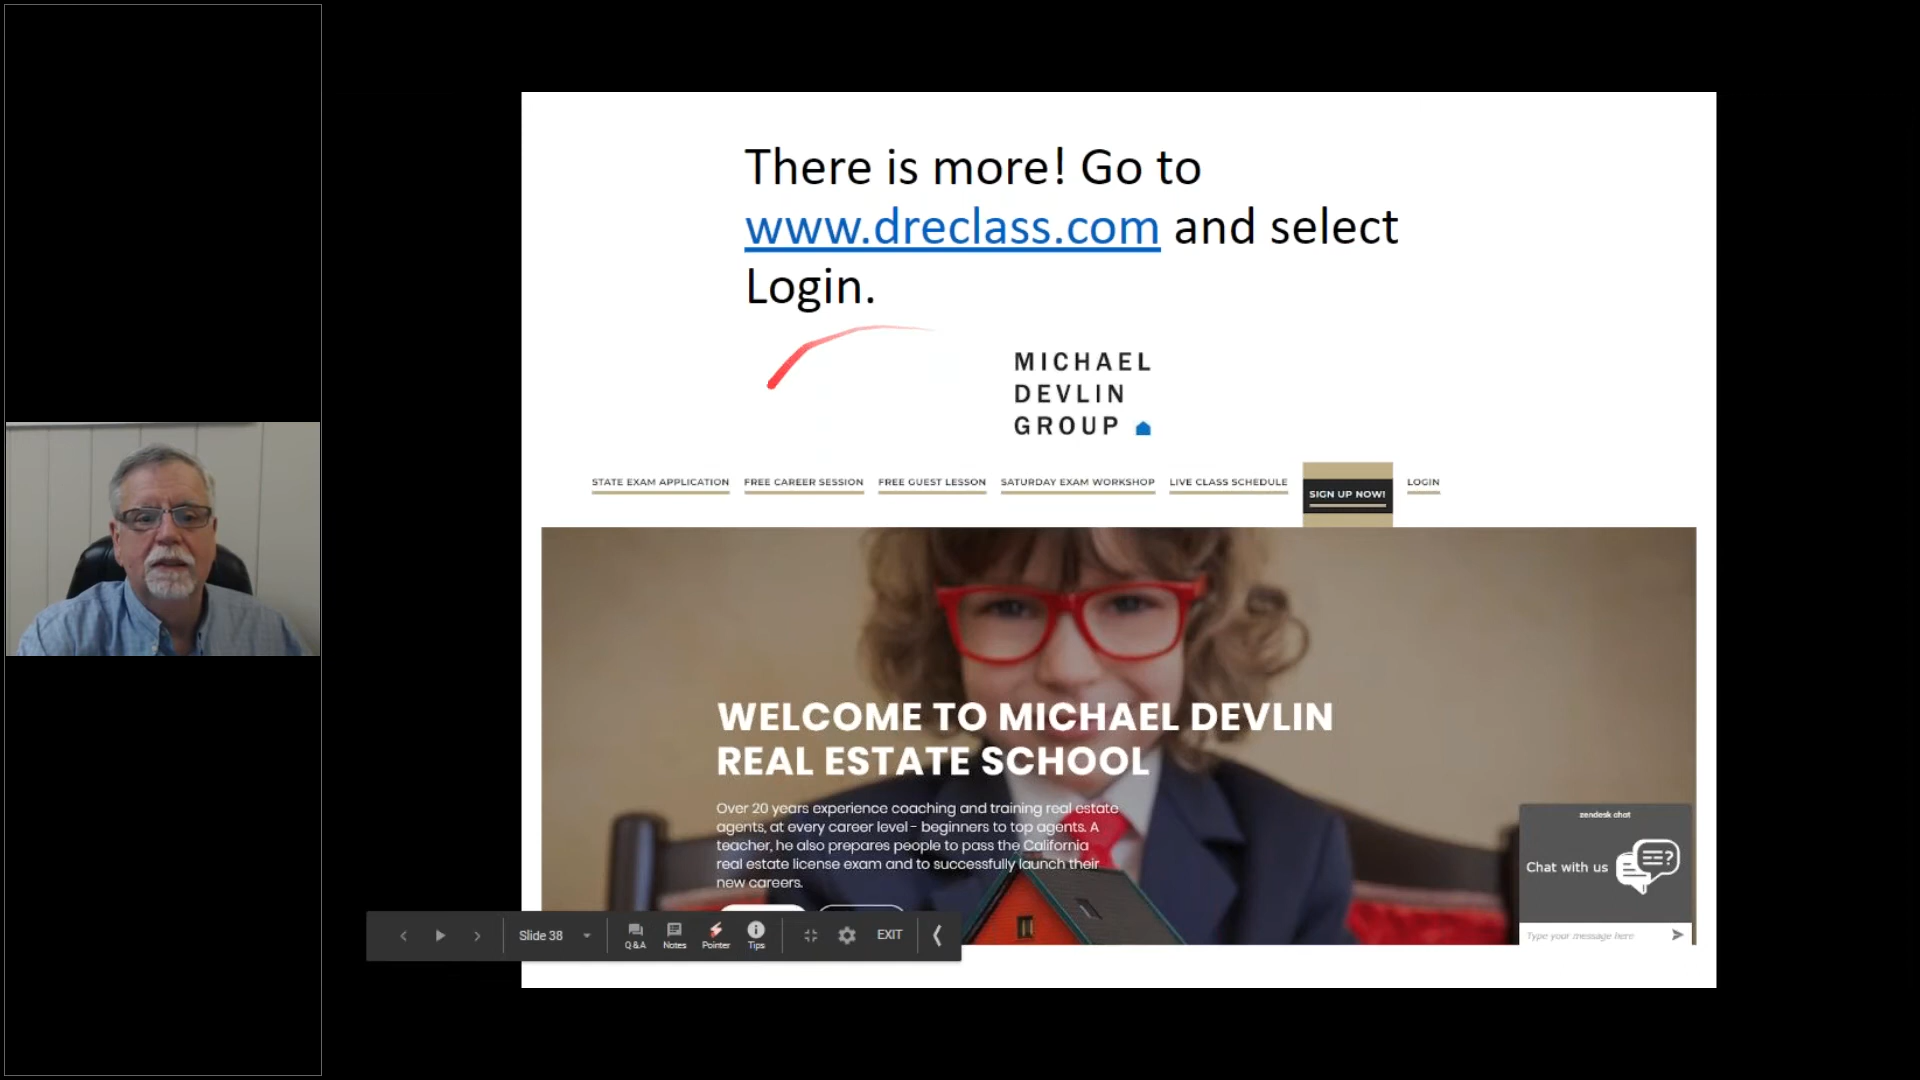 There is more! Go to
www.dreclass.com and select
Login.
MICHAEL
DEVLIN
GROUP
STATE EXAM APPLICATION FREE CAREER SESSION FREE GUEST LESSON SATURDAY EXAM WORKSHOP LIVE CLASS SCHEDULE SIGN UP NOW! LOGIN
WELCOME TO MICHAEL DEVLIN
REAL ESTATE SCHOOL
Over 20 years experience coaching and training real estate
agents, at every career level - beginners to top agents. A
teacher, he also prepares people to pass the California
real estate license exam and to successfully launch their
new careers.
zendesk chat
Chat with us
Type your message here
Slide 38
Q&A Notes Pointer Tips
EXIT